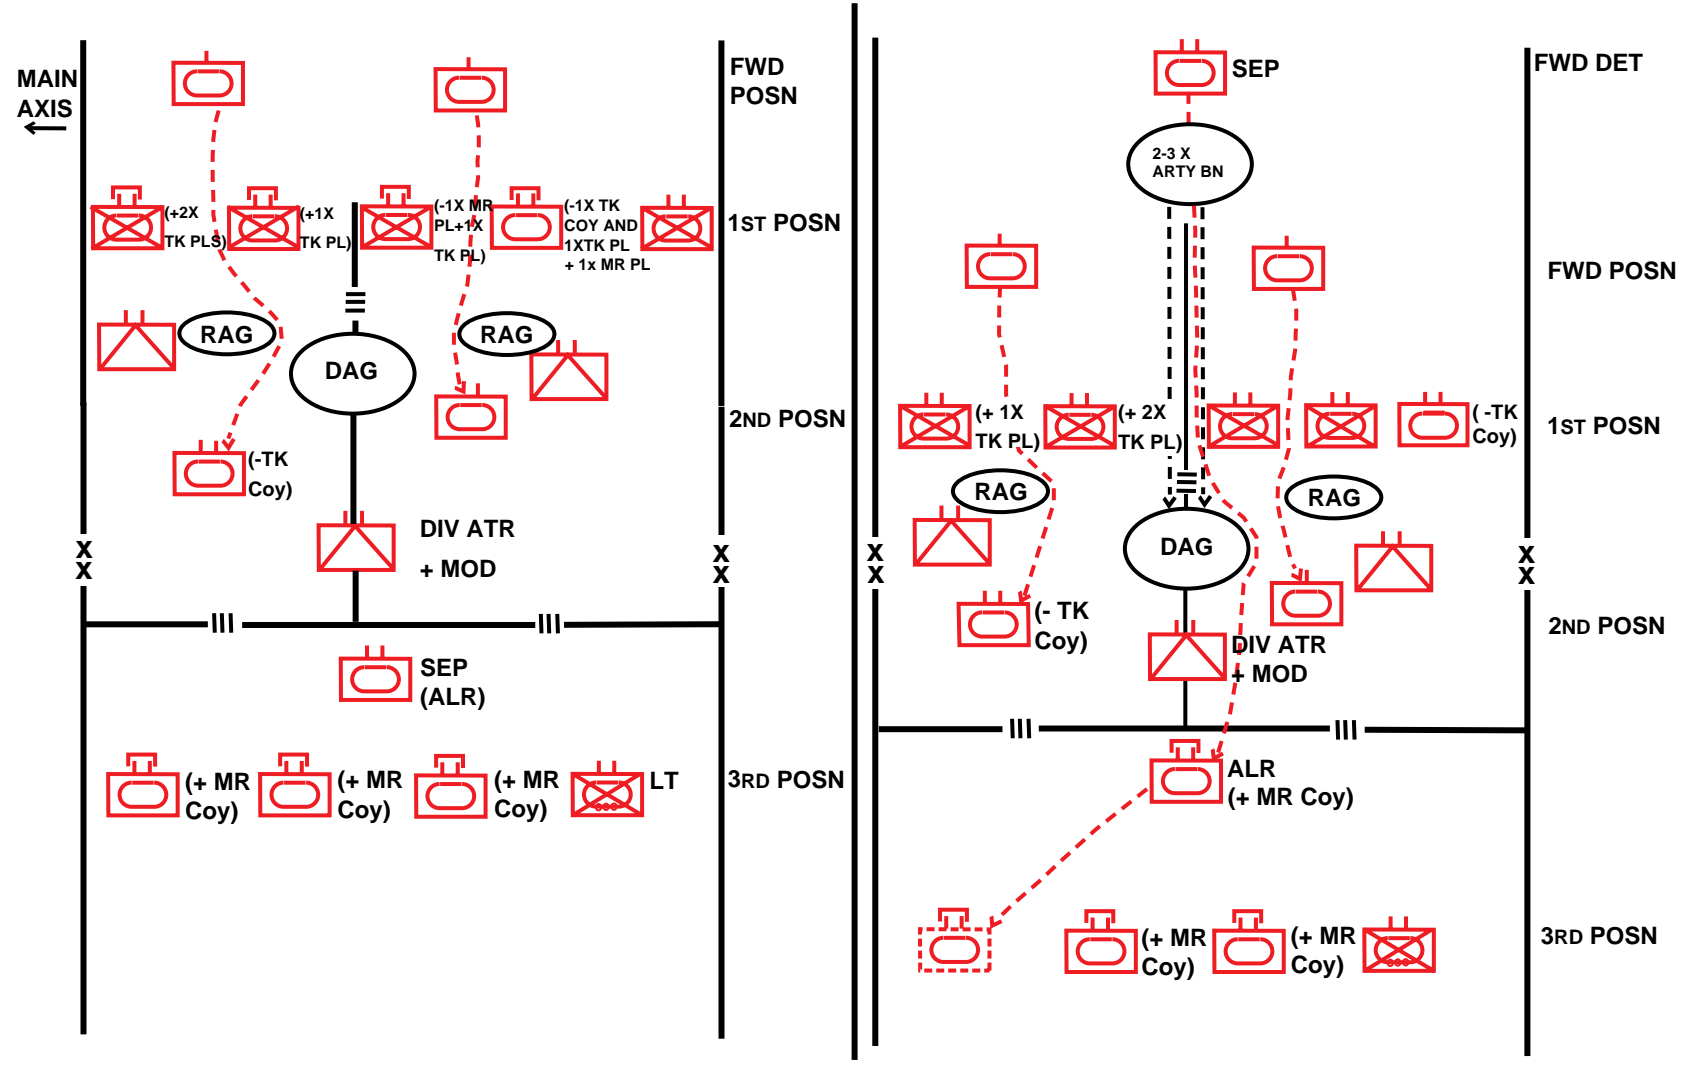 MAIN
AXIS
FWD
POSN
(+2X
TK PLS)
(+1X
TK PL)
(-1X MR
PL+1X
TK PL)
(-1X TK
COY AND
1XTK PL
+ 1x MR PL
1ST POSN
RAG
RAG
DAG
2ND POSN
(-TK
Coy)
DIV ATR
+ MOD
X
X
X
X
SEP
(ALR)
(+ MR
Coy)
(+ MR
Coy)
(+ MR
Coy)
LT
3RD POSN
SEP
FWD DET
2-3 X
ARTY BN
FWD POSN
(+ 1X
TK PL)
(+ 2X
TK PL)
( -TK
Coy)
1ST POSN
RAG
RAG
DAG
X
X
X
X
(- TK
Coy)
2ND POSN
DIV ATR
+ MOD
ALR
(+ MR Coy)
(+ MR
Coy)
(+ MR
Coy)
3RD POSN